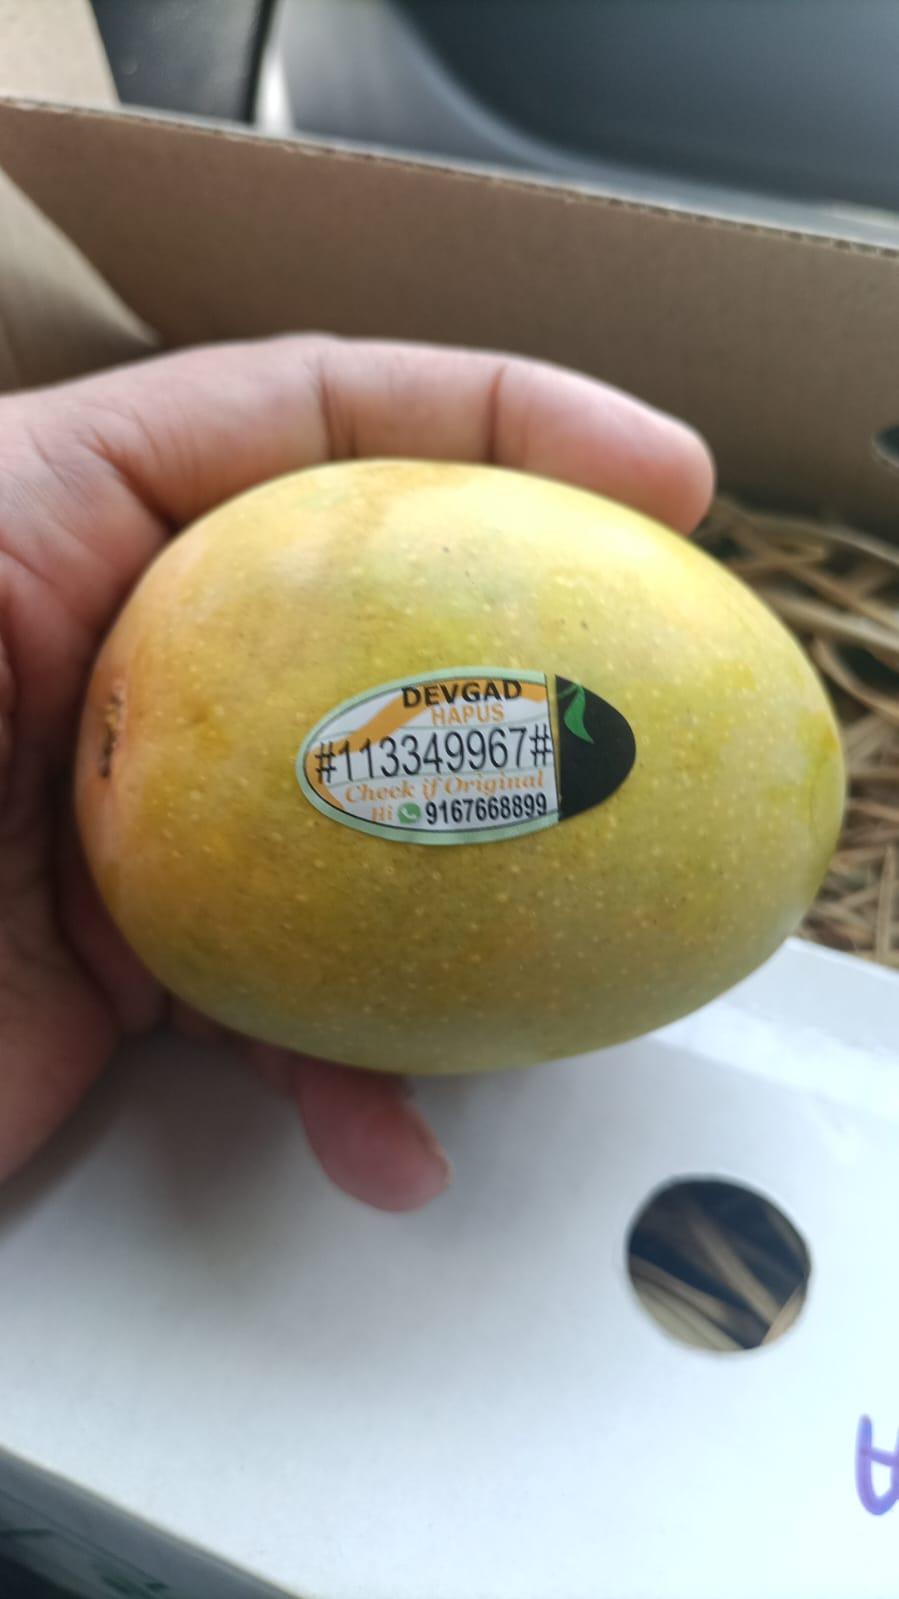 DEVGAD
HAPUS
#113349967#
Check if Original
Hi 9167668899
A